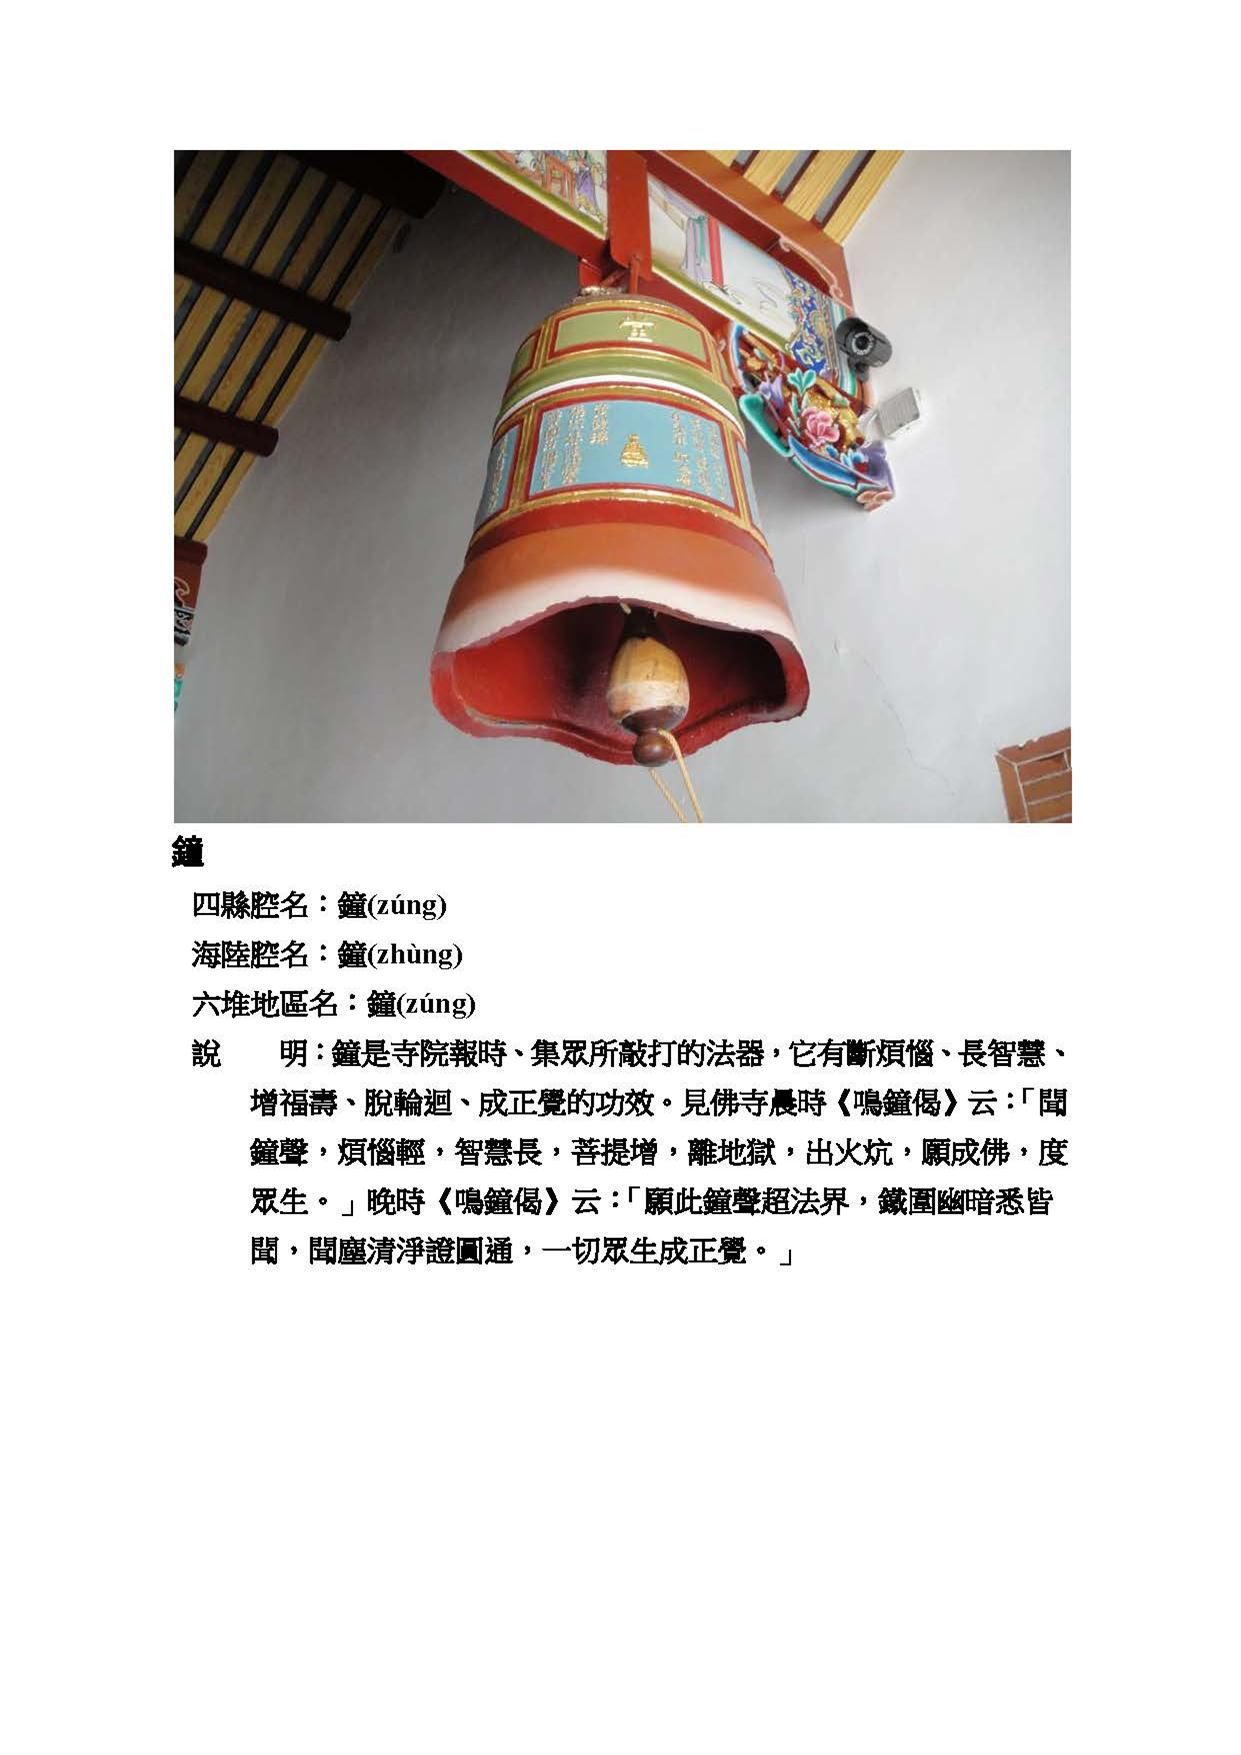 鐘
四縣腔名：鐘(zúng)
海陸腔名：鐘(zhùng)
六堆地區名：鐘(zúng)
說　　明：鐘是寺院報時、集眾所敲打的法器，它有斷煩惱、長智慧、
增福壽、脫輪迴、成正覺的功效。見佛寺晨時《鳴鐘偈》云：「聞
鐘聲，煩惱輕，智慧長，菩提增，離地獄，出火炕，願成佛，度
眾生。」晚時《鳴鐘偈》云：「願此鐘聲超法界，鐵圍幽暗悉皆
聞，聞塵清淨證圓通，一切眾生成正覺。」